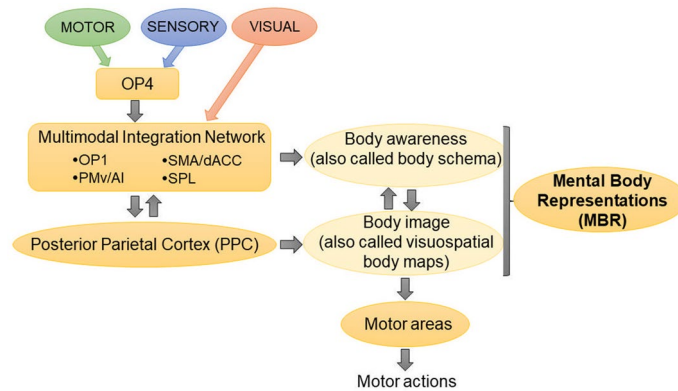 MOTOR
SENSORY
VISUAL
OP4
Multimodal Integration Network
•OP1
•SMA/dACC
•PMv/AI
•SPL
Body awareness
(also called body schema)
Mental Body
Representations
(MBR)
Posterior Parietal Cortex (PPC)
Body image
(also called visuospatial
body maps)
Motor areas
Motor actions